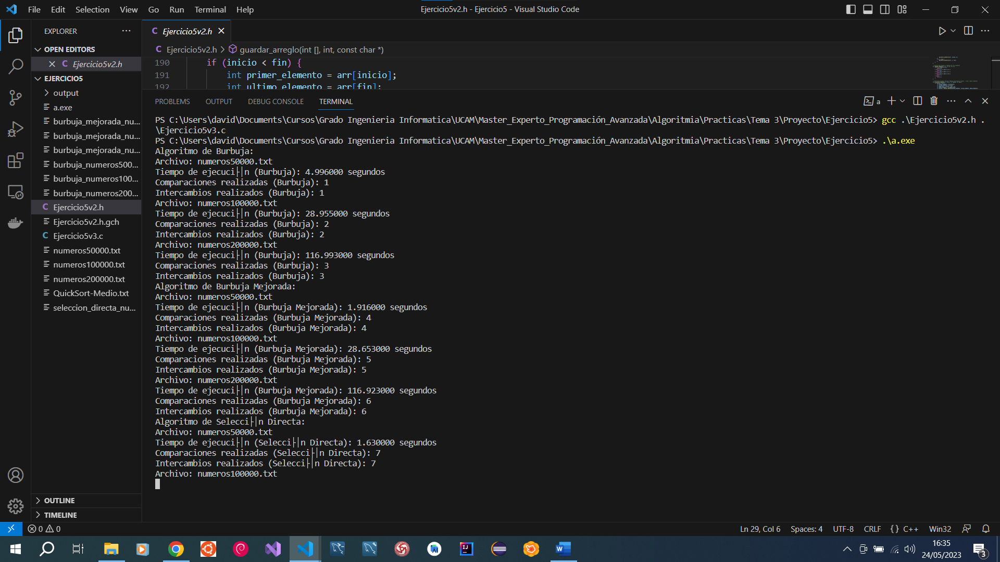 File Edit Selection View Go Run Terminal Help
Ejercicio5v2.h - Ejercicio5 - Visual Studio Code
EXPLORER
OPEN EDITORS
C Ejercicio5v2.h
EJERCICIO5
output
a.exe
burbuja_mejorada_nu...
burbuja_mejorada_nu...
burbuja_mejorada_nu...
burbuja_numeros500...
burbuja_numeros100...
burbuja_numeros200...
C Ejercicio5v2.h
Ejercicio5v2.h.gch
C Ejercicio5v3.c
numeros50000.txt
numeros100000.txt
numeros200000.txt
QuickSort-Medio.txt
seleccion_directa_nu...
OUTLINE
TIMELINE
C Ejercicio5v2.h
C Ejercicio5v2.h > guardar_arreglo(int [], int, const char *)
190 if (inicio < fin) {
191 int primer_elemento = arr[inicio];
192 int ultimo_elemento = arr[fin];
PROBLEMS OUTPUT DEBUG CONSOLE TERMINAL
a
PS C:\Users\david\Documents\Cursos\Grado Ingenieria Informatica\UCAM\Master_Experto_Programación_Avanzada\Algoritmia\Practicas\Tema 3\Proyecto\Ejercicio5> gcc .\Ejercicio5v2.h .
\Ejercicio5v3.c
PS C:\Users\david\Documents\Cursos\Grado Ingenieria Informatica\UCAM\Master_Experto_Programación_Avanzada\Algoritmia\Practicas\Tema 3\Proyecto\Ejercicio5> .\a.exe
Algoritmo de Burbuja:
Archivo: numeros50000.txt
Tiempo de ejecuci├│n (Burbuja): 4.996000 segundos
Comparaciones realizadas (Burbuja): 1
Intercambios realizados (Burbuja): 1
Archivo: numeros100000.txt
Tiempo de ejecuci├│n (Burbuja): 28.955000 segundos
Comparaciones realizadas (Burbuja): 2
Intercambios realizados (Burbuja): 2
Archivo: numeros200000.txt
Tiempo de ejecuci├│n (Burbuja): 116.993000 segundos
Comparaciones realizadas (Burbuja): 3
Intercambios realizados (Burbuja): 3
Algoritmo de Burbuja Mejorada:
Archivo: numeros50000.txt
Tiempo de ejecuci├│n (Burbuja Mejorada): 1.916000 segundos
Comparaciones realizadas (Burbuja Mejorada): 4
Intercambios realizados (Burbuja Mejorada): 4
Archivo: numeros100000.txt
Tiempo de ejecuci├│n (Burbuja Mejorada): 28.653000 segundos
Comparaciones realizadas (Burbuja Mejorada): 5
Intercambios realizados (Burbuja Mejorada): 5
Archivo: numeros200000.txt
Tiempo de ejecuci├│n (Burbuja Mejorada): 116.923000 segundos
Comparaciones realizadas (Burbuja Mejorada): 6
Intercambios realizados (Burbuja Mejorada): 6
Algoritmo de Selecci├│n Directa:
Archivo: numeros50000.txt
Tiempo de ejecuci├│n (Selecci├│n Directa): 1.630000 segundos
Comparaciones realizadas (Selecci├│n Directa): 7
Intercambios realizados (Selecci├│n Directa): 7
Archivo: numeros100000.txt
0 0
Ln 29, Col 6 Spaces: 4 UTF-8 CRLF {} C++ Win32
16:35
24/05/2023
3